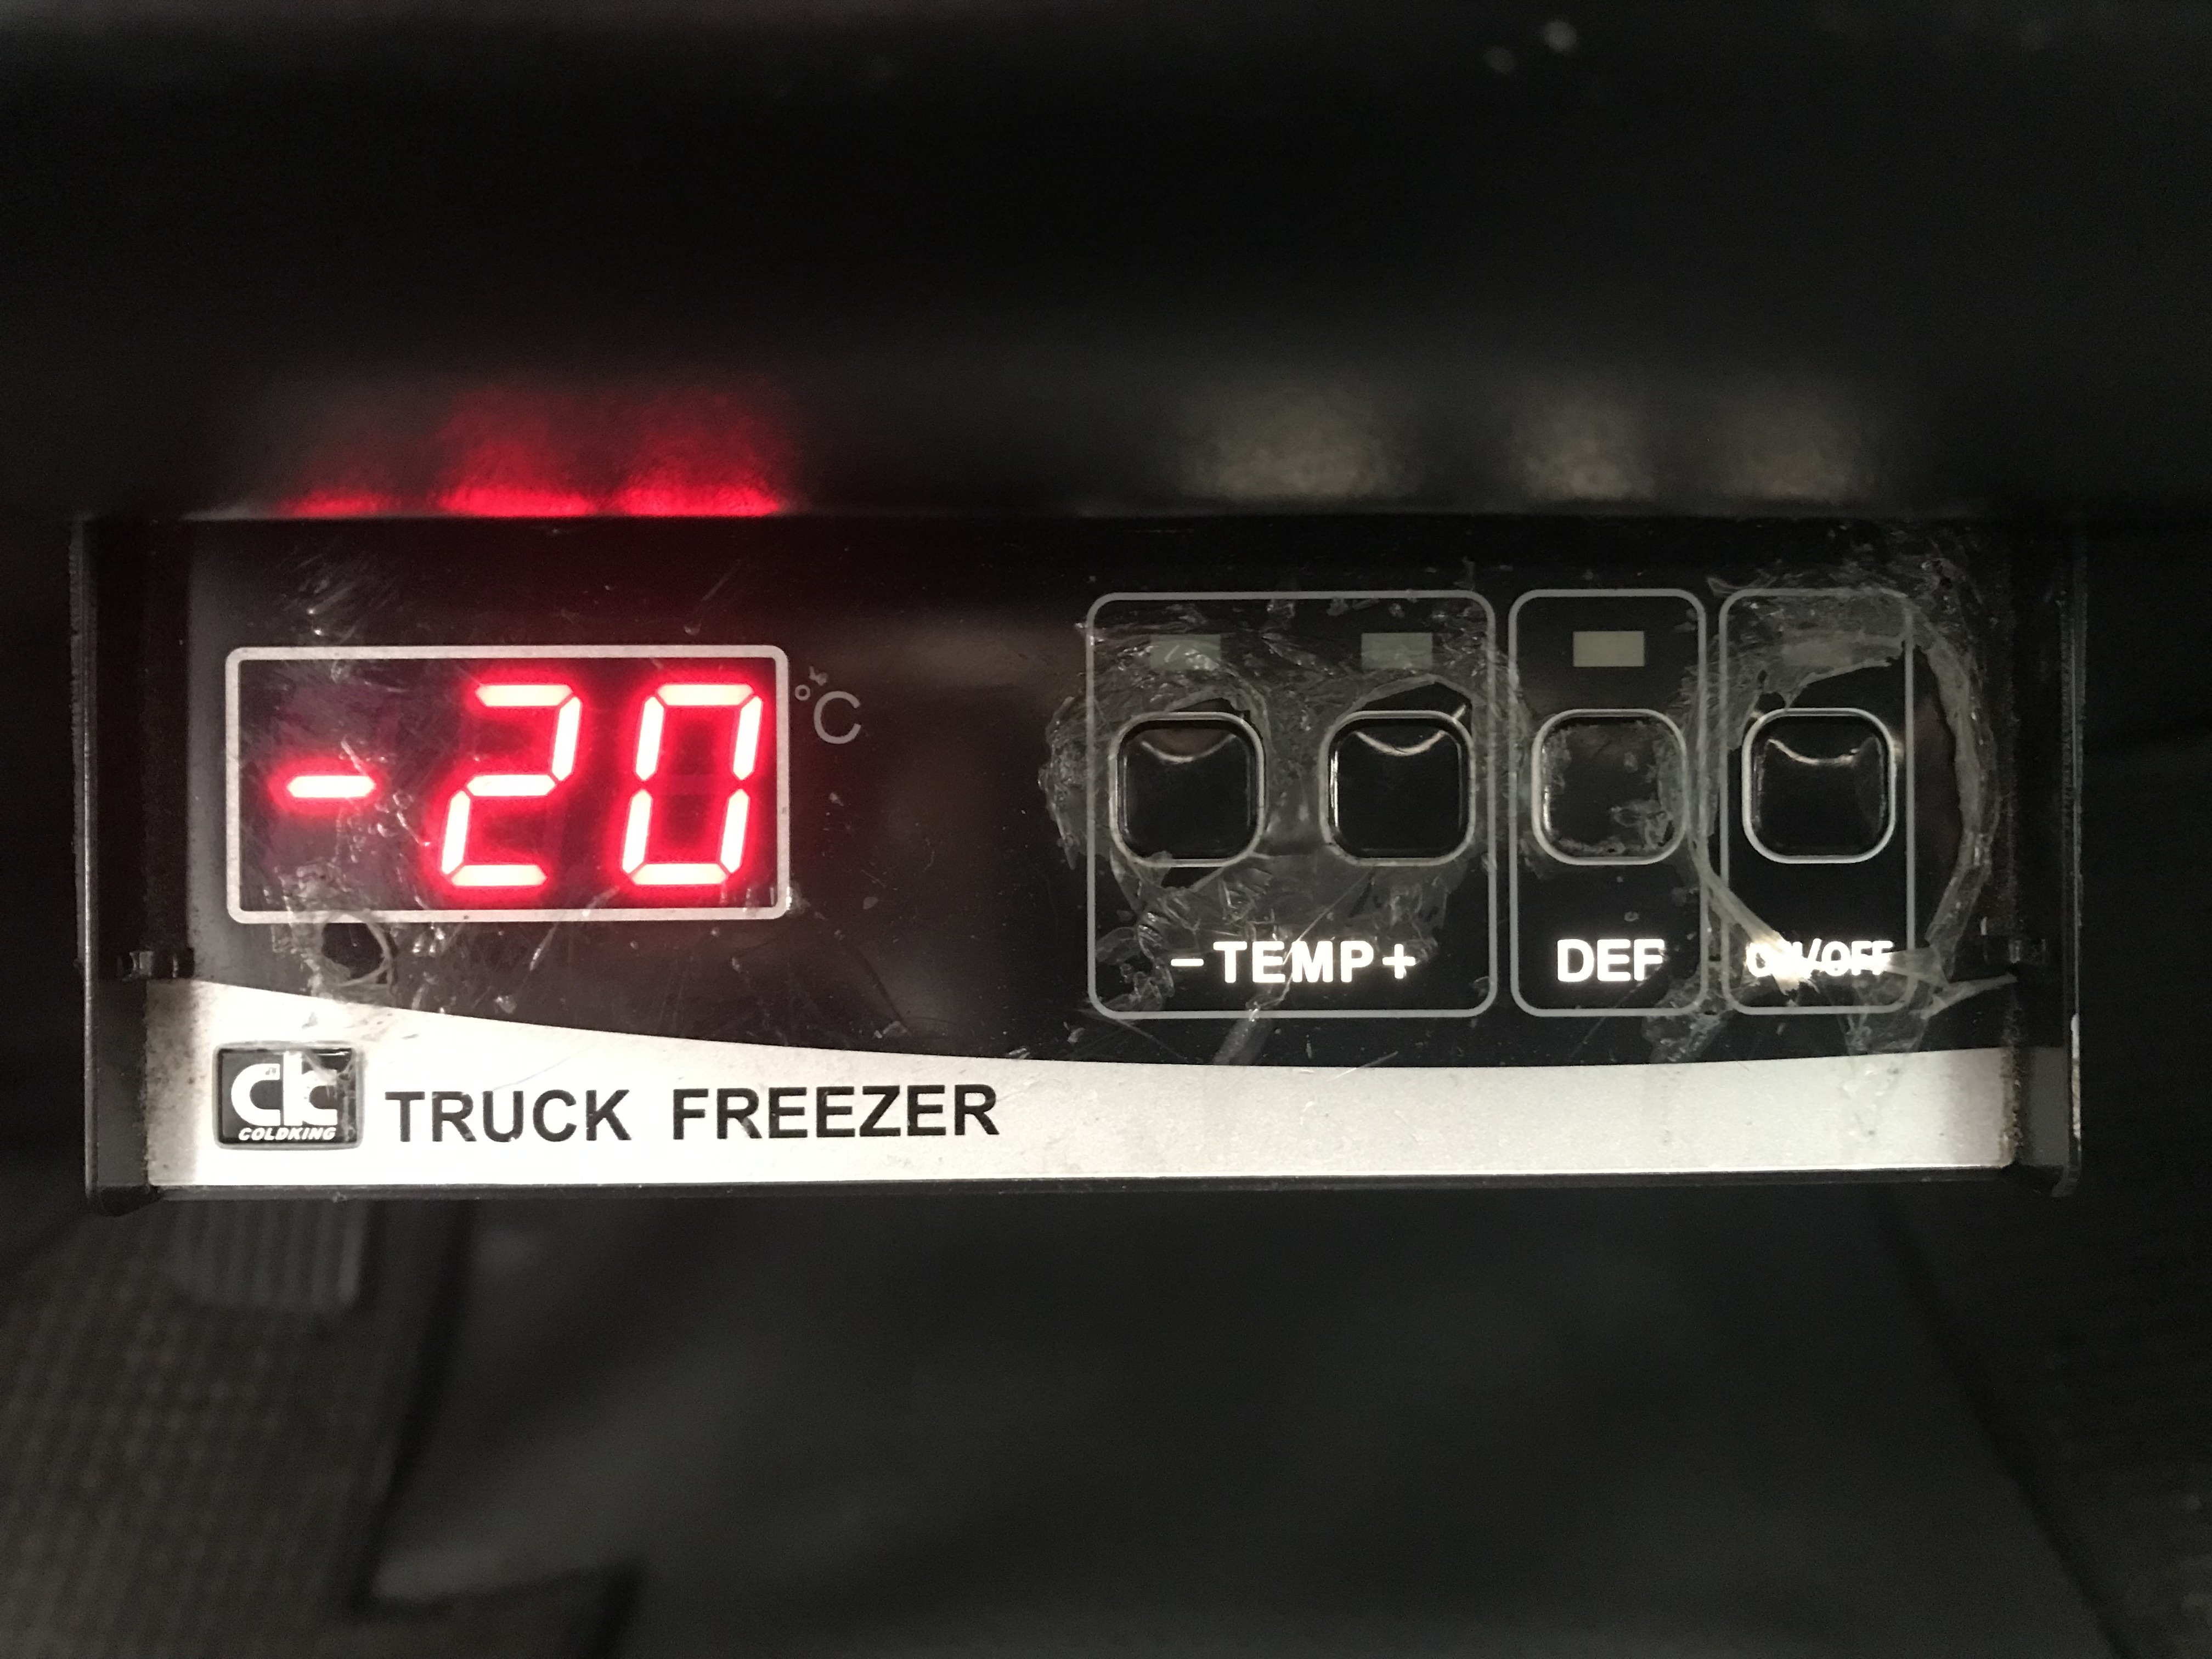 -20
°C
-TEMP+
DEF
ON/OFF
ck
COLDKING
TRUCK FREEZER